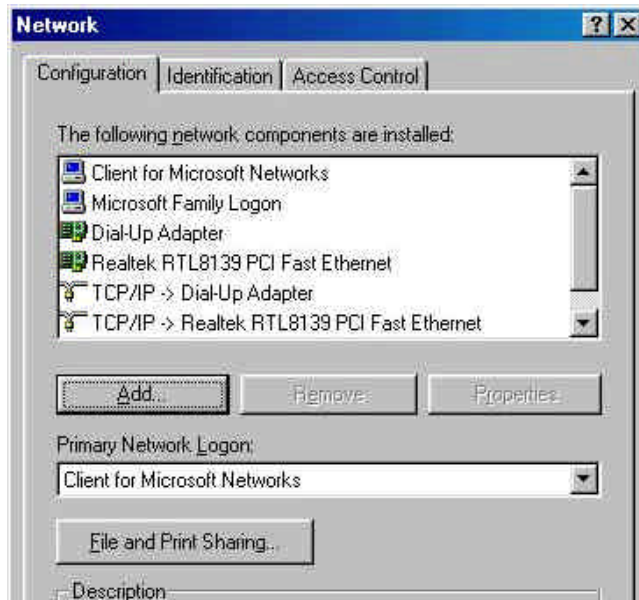 Network
Configuration Identification Access Control
The following network components are installed:
Client for Microsoft Networks
Microsoft Family Logon
Dial-Up Adapter
Realtek RTL8139 PCI Fast Ethernet
TCP/IP -> Dial-Up Adapter
TCP/IP -> Realtek RTL8139 PCI Fast Ethernet
Add... Remove Properties
Primary Network Logon:
Client for Microsoft Networks
File and Print Sharing...
Description